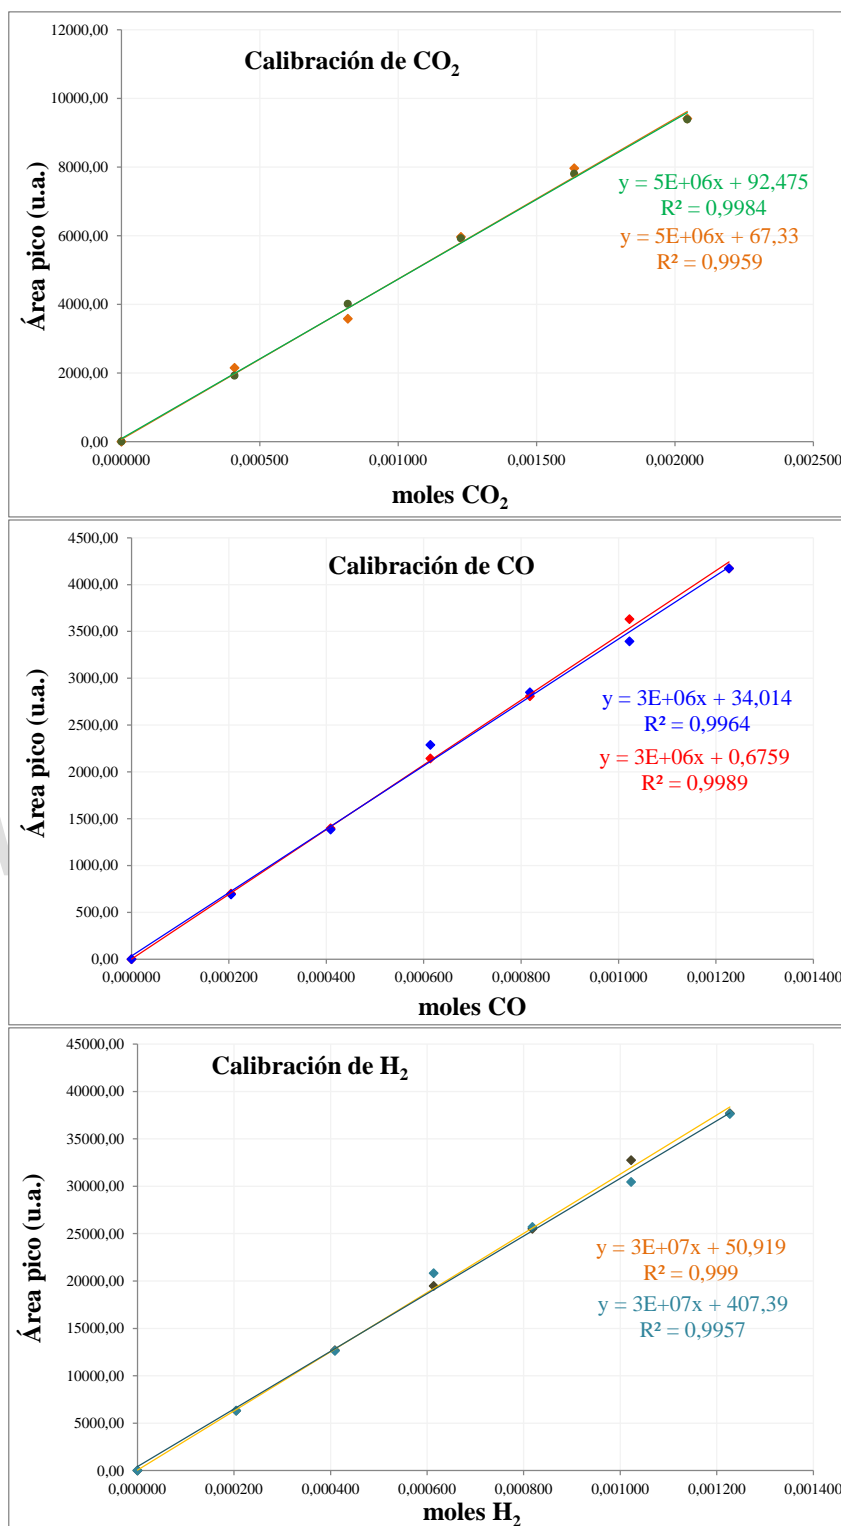 Calibración de CO₂
Área pico (u.a.)
12000,00
10000,00
8000,00
6000,00
4000,00
2000,00
0,00
y = 5E+06x + 92,475
R² = 0,9984
y = 5E+06x + 67,33
R² = 0,9959
0,000000 0,000500 0,001000 0,001500 0,002000 0,002500
moles CO₂
Calibración de CO
Área pico (u.a.)
4500,00
4000,00
3500,00
3000,00
2500,00
2000,00
1500,00
1000,00
500,00
0,00
y = 3E+06x + 34,014
R² = 0,9964
y = 3E+06x + 0,6759
R² = 0,9989
0,000000 0,000200 0,000400 0,000600 0,000800 0,001000 0,001200 0,001400
moles CO
Calibración de H₂
Área pico (u.a.)
45000,00
40000,00
35000,00
30000,00
25000,00
20000,00
15000,00
10000,00
5000,00
0,00
y = 3E+07x + 50,919
R² = 0,999
y = 3E+07x + 407,39
R² = 0,9957
0,000000 0,000200 0,000400 0,000600 0,000800 0,001000 0,001200 0,001400
moles H₂